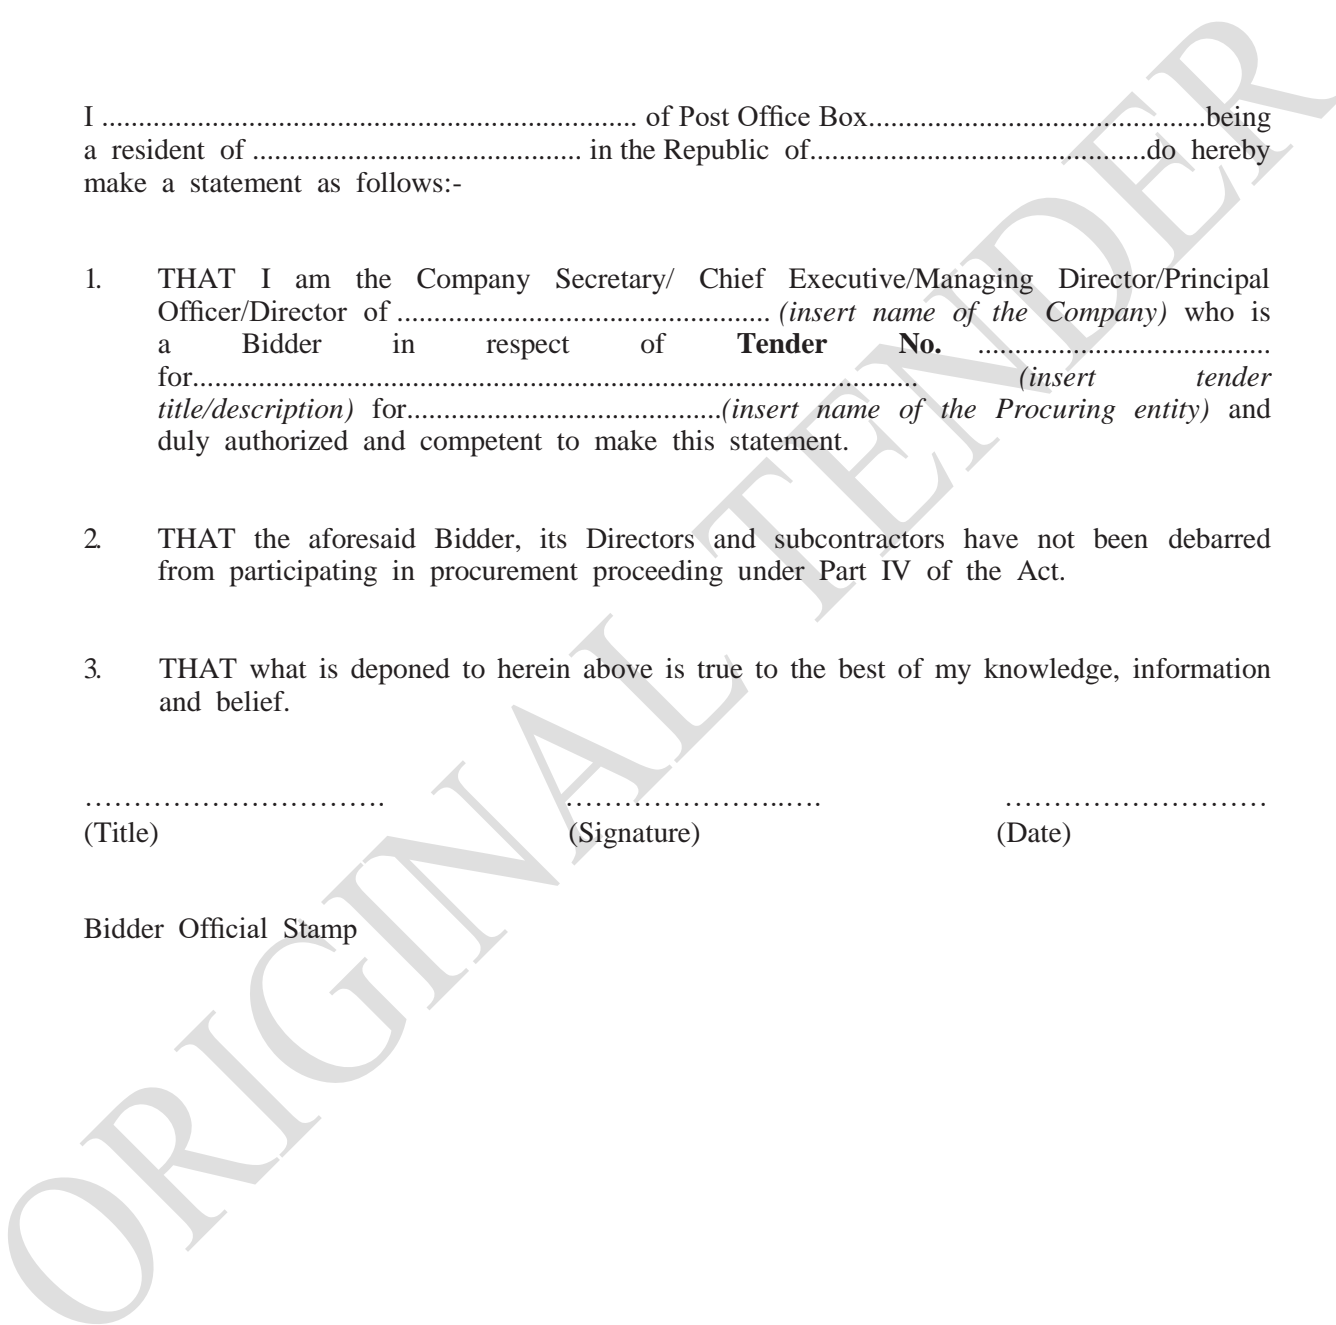 I ......................................................................... of Post Office Box..............................................being
a resident of ............................................. in the Republic of..............................................do hereby
make a statement as follows:-
1. THAT I am the Company Secretary/ Chief Executive/Managing Director/Principal
Officer/Director of ................................................... (insert name of the Company) who is
a Bidder in respect of Tender No. ........................................
for................................................................................................... (insert tender
title/description) for...........................................(insert name of the Procuring entity) and
duly authorized and competent to make this statement.
2. THAT the aforesaid Bidder, its Directors and subcontractors have not been debarred
from participating in procurement proceeding under Part IV of the Act.
3. THAT what is deponed to herein above is true to the best of my knowledge, information
and belief.
…………………………. …………………..…. ………………………
(Title) (Signature) (Date)
Bidder Official Stamp
ORIGINAL TENDER